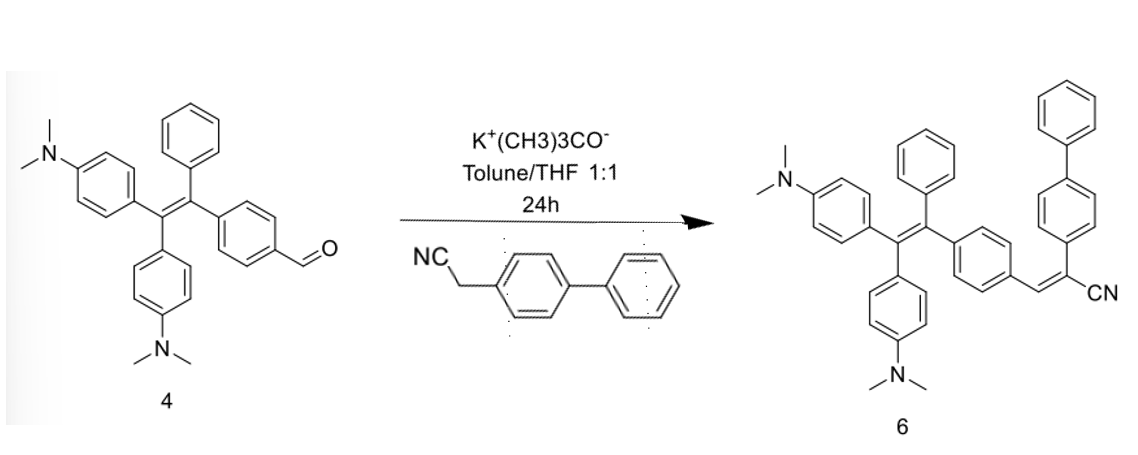 K⁺(CH3)3CO⁻
Tolune/THF 1:1
24h
NC
N
N
O
4
N
N
CN
6